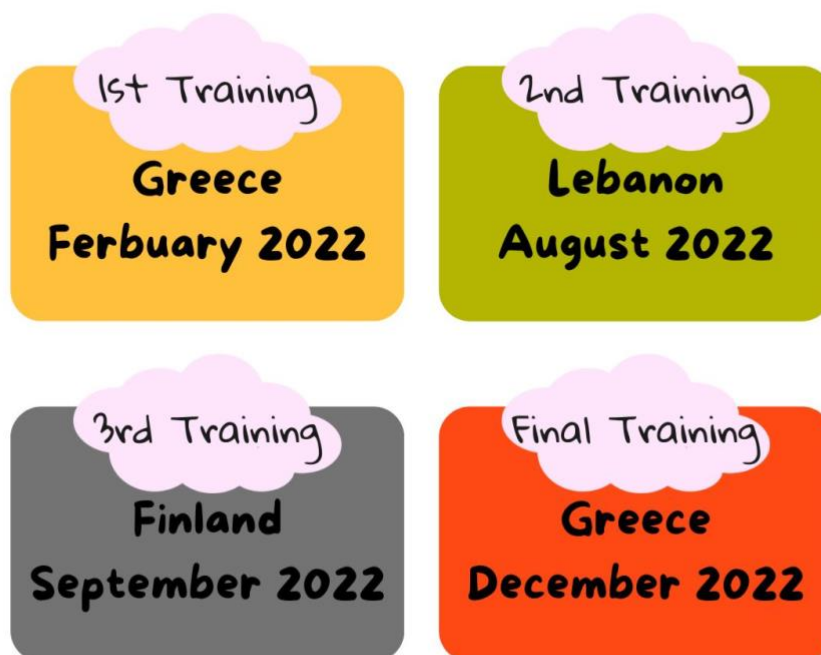 1st Training
Greece
Ferbuary 2022
2nd Training
Lebanon
August 2022
3rd Training
Finland
September 2022
Final Training
Greece
December 2022